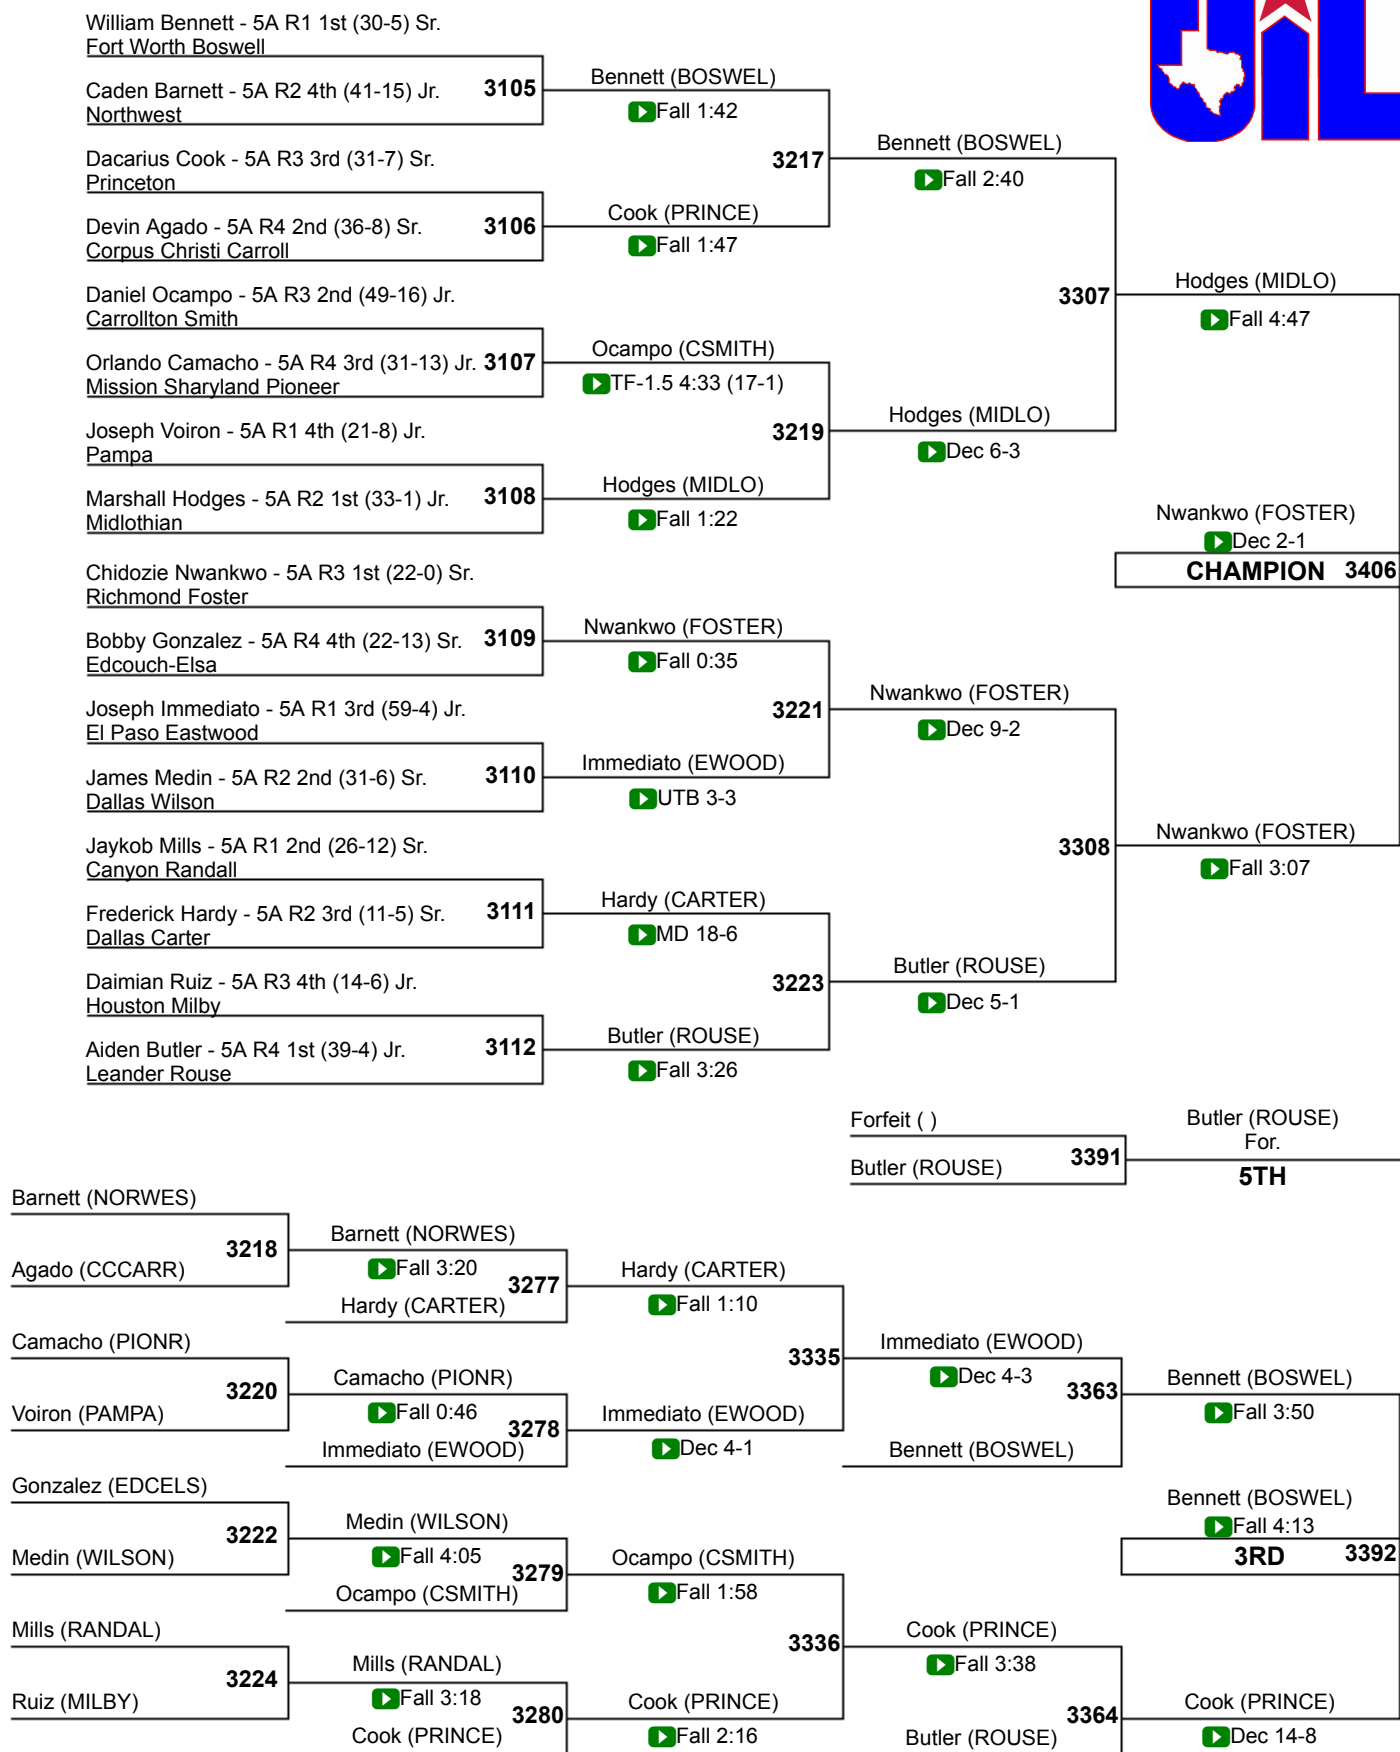 William Bennett - 5A R1 1st (30-5) Sr.
Fort Worth Boswell
Caden Barnett - 5A R2 4th (41-15) Jr.
Northwest
3105
Bennett (BOSWEL)
Fall 1:42
Dacarius Cook - 5A R3 3rd (31-7) Sr.
Princeton
Devin Agado - 5A R4 2nd (36-8) Sr.
Corpus Christi Carroll
3106
Cook (PRINCE)
Fall 1:47
3217
Bennett (BOSWEL)
Fall 2:40
Daniel Ocampo - 5A R3 2nd (49-16) Jr.
Carrollton Smith
Orlando Camacho - 5A R4 3rd (31-13) Jr.
Mission Sharyland Pioneer
3107
Ocampo (CSMITH)
TF-1.5 4:33 (17-1)
Joseph Voiron - 5A R1 4th (21-8) Jr.
Pampa
Marshall Hodges - 5A R2 1st (33-1) Jr.
Midlothian
3108
Hodges (MIDLO)
Fall 1:22
3219
Hodges (MIDLO)
Dec 6-3
3307
Hodges (MIDLO)
Fall 4:47
UIL
Nwankwo (FOSTER)
Dec 2-1
CHAMPION 3406
Chidozie Nwankwo - 5A R3 1st (22-0) Sr.
Richmond Foster
Bobby Gonzalez - 5A R4 4th (22-13) Sr.
Edcouch-Elsa
3109
Nwankwo (FOSTER)
Fall 0:35
Joseph Immediato - 5A R1 3rd (59-4) Jr.
El Paso Eastwood
James Medin - 5A R2 2nd (31-6) Sr.
Dallas Wilson
3110
Immediato (EWOOD)
UTB 3-3
3221
Nwankwo (FOSTER)
Dec 9-2
Jaykob Mills - 5A R1 2nd (26-12) Sr.
Canyon Randall
Frederick Hardy - 5A R2 3rd (11-5) Sr.
Dallas Carter
3111
Hardy (CARTER)
MD 18-6
Daimian Ruiz - 5A R3 4th (14-6) Jr.
Houston Milby
Aiden Butler - 5A R4 1st (39-4) Jr.
Leander Rouse
3112
Butler (ROUSE)
Fall 3:26
3223
Butler (ROUSE)
Dec 5-1
3308
Nwankwo (FOSTER)
Fall 3:07
Forfeit ( )
Butler (ROUSE)
3391
Butler (ROUSE)
For.
5TH
Barnett (NORWES)
Agado (CCCARR)
3218
Barnett (NORWES)
Fall 3:20
Hardy (CARTER)
3277
Hardy (CARTER)
Fall 1:10
Camacho (PIONR)
Voiron (PAMPA)
3220
Camacho (PIONR)
Fall 0:46
Immediato (EWOOD)
3278
Immediato (EWOOD)
Dec 4-1
3335
Immediato (EWOOD)
Dec 4-3
Bennett (BOSWEL)
3363
Bennett (BOSWEL)
Fall 3:50
Gonzalez (EDCELS)
Medin (WILSON)
3222
Medin (WILSON)
Fall 4:05
Ocampo (CSMITH)
3279
Ocampo (CSMITH)
Fall 1:58
Bennett (BOSWEL)
Fall 4:13
3RD 3392
Mills (RANDAL)
Ruiz (MILBY)
3224
Mills (RANDAL)
Fall 3:18
Cook (PRINCE)
3280
Cook (PRINCE)
Fall 2:16
3336
Cook (PRINCE)
Fall 3:38
Butler (ROUSE)
3364
Cook (PRINCE)
Dec 14-8